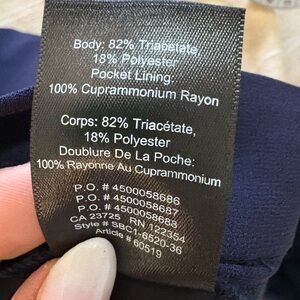 Body: 82% Triacetate,
18% Polyester
Pocket Lining:
100% Cuprammonium Rayon
Corps: 82% Triacétate,
18% Polyester
Doublure De La Poche:
100% Rayonne Au Cuprammonium
P.O. # 4500058686
P.O. # 4500058687
P.O. # 4500058688
CA 23725 RN 122354
Style # SBC1-6520-36
Article # 60519